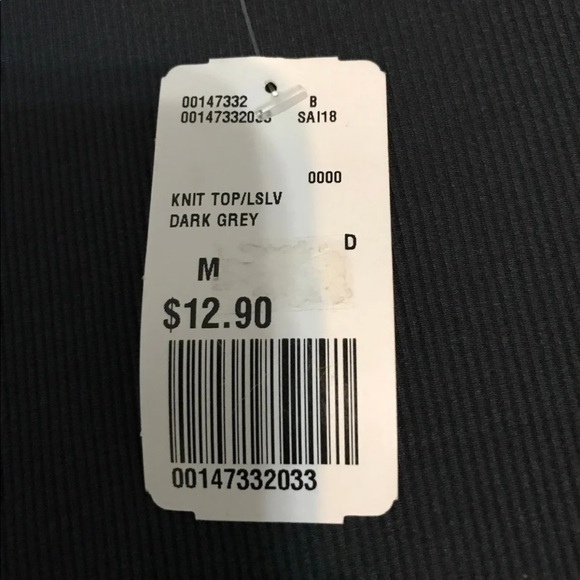 00147332 B
00147332033 SAI18
0000
KNIT TOP/LSLV
DARK GREY
D
M
$12.90
00147332033